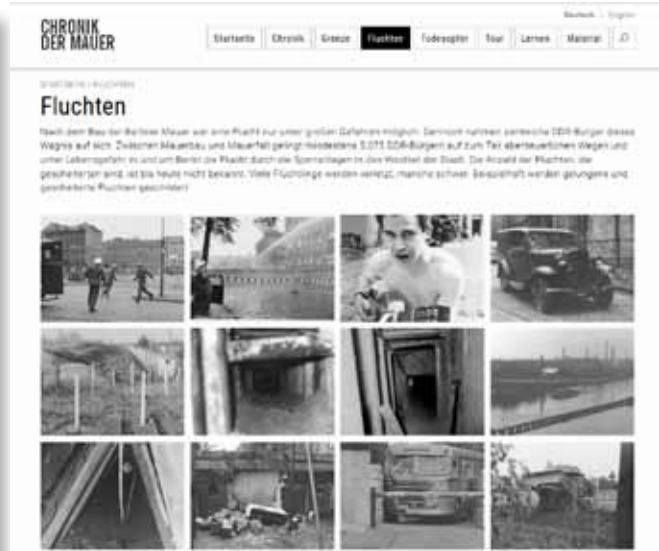 Deutsch | English
CHRONIK
DER MAUER
Startseite Chronik Grenze Fluchten Todesopfer Tour Lernen Material
STARTSEITE / FLUCHTEN
Fluchten
Nach dem Bau der Berliner Mauer war eine Flucht nur unter großen Gefahren möglich. Dennoch nahmen zahlreiche DDR-Bürger dieses
Wagnis auf sich. Zwischen Mauerbau und Mauerfall gelingt mindestens 5.075 DDR-Bürgern auf zum Teil abenteuerlichen Wegen und
unter Lebensgefahr in und um Berlin die Flucht durch die Sperranlagen in den Westteil der Stadt. Die Anzahl der Fluchten, die
gescheitert sind, ist bis heute nicht bekannt. Viele Flüchtlinge werden verletzt, manche schwer. Beispielhaft werden gelungene und
gescheiterte Fluchten geschildert.